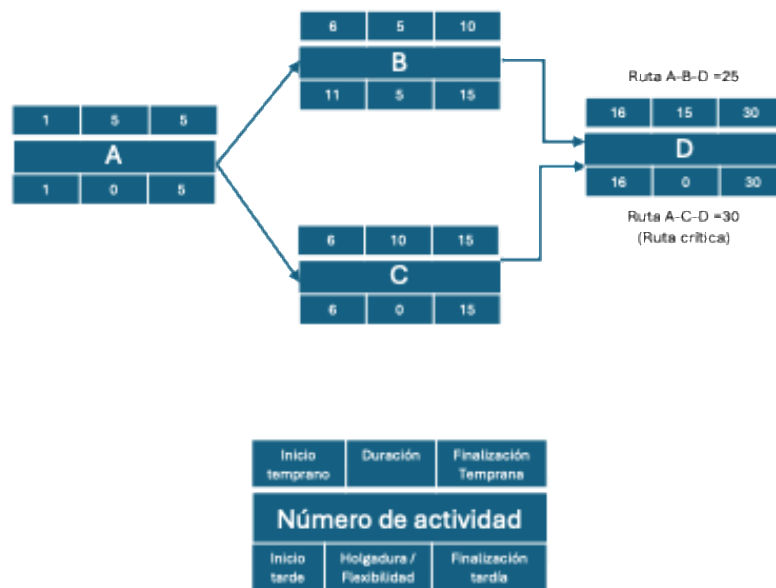 6 5 10
B
11 5 15
Ruta A-B-D =25
1 5 5
A
1 0 5
16 15 30
D
16 0 30
Ruta A-C-D =30
(Ruta crítica)
6 10 15
C
6 0 15
Inicio temprano Duración Finalización Temprana
Número de actividad
Inicio tarde Holgadura / Flexibilidad Finalización tardía